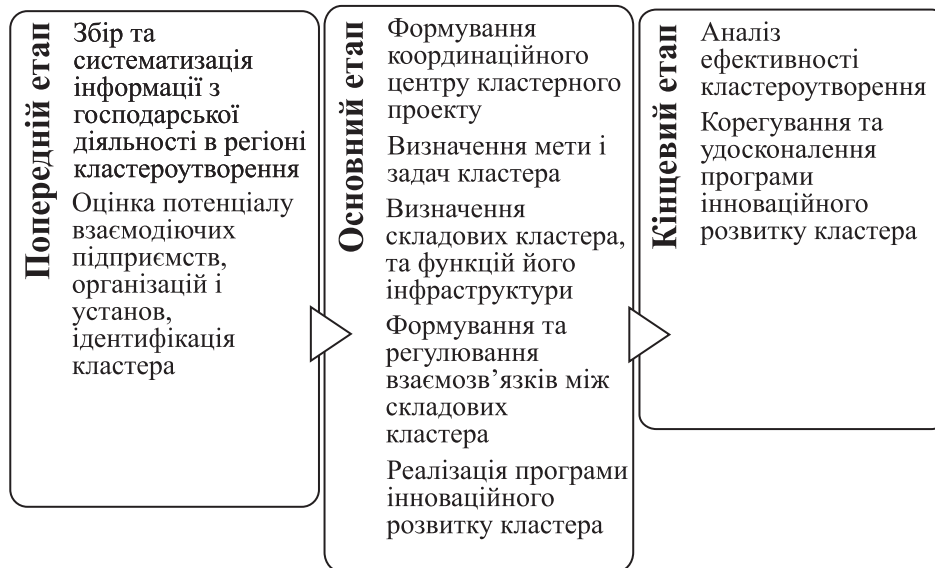 Попередній етап
Збір та
систематизація
інформації з
господарської
діяльності в регіоні
кластероутворення
Оцінка потенціалу
взаємодіючих
підприємств,
організацій і
установ,
ідентифікація
кластера
Основний етап
Формування
координаційного
центру кластерного
проекту
Визначення мети і
задач кластера
Визначення
складових кластера,
та функцій його
інфраструктури
Формування та
регулювання
взаємозв’язків між
складових
кластера
Реалізація програми
інноваційного
розвитку кластера
Кінцевий етап
Аналіз
ефективності
кластероутворення
Корегування та
удосконалення
програми
інноваційного
розвитку кластера